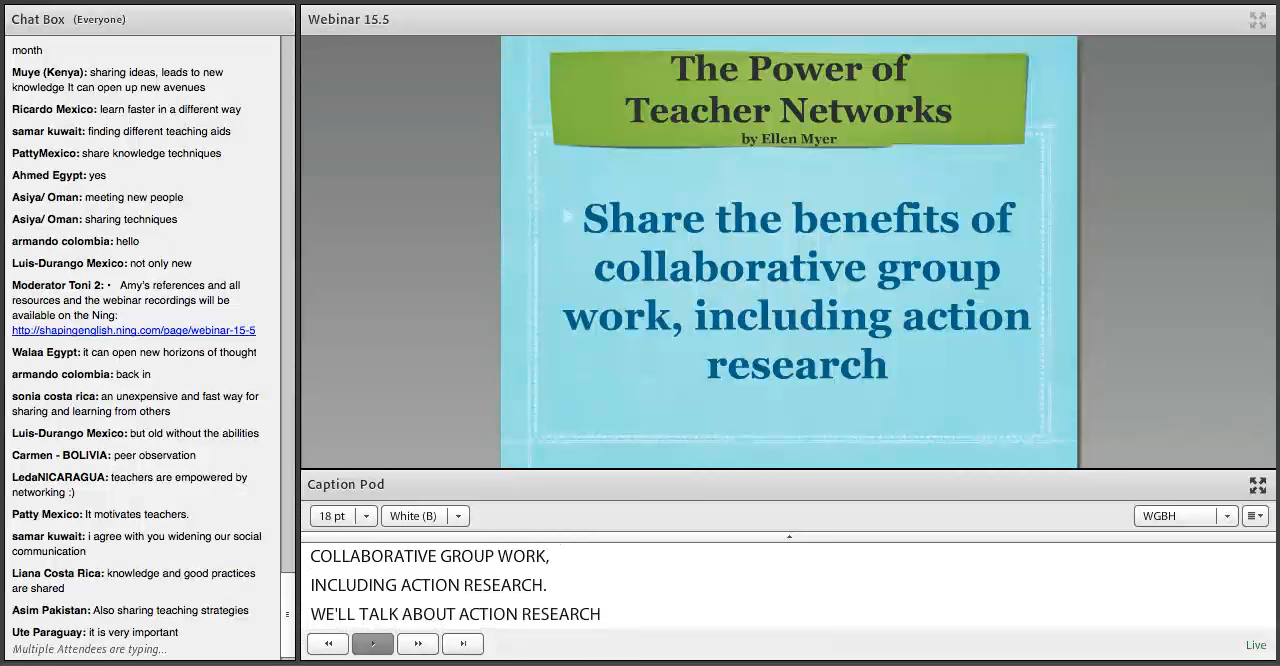 Chat Box (Everyone)
month
Muye (Kenya): sharing ideas, leads to new
knowledge It can open up new avenues
Ricardo Mexico: learn faster in a different way
samar kuwait: finding different teaching aids
PattyMexico: share knowledge techniques
Ahmed Egypt: yes
Asiya/ Oman: meeting new people
Asiya/ Oman: sharing techniques
armando colombia: hello
Luis-Durango Mexico: not only new
Moderator Toni 2: • Amy's references and all
resources and the webinar recordings will be
available on the Ning:
http://shapingenglish.ning.com/page/webinar-15-5
Walaa Egypt: it can open new horizons of thought
armando colombia: back in
sonia costa rica: an unexpensive and fast way for
sharing and learning from others
Luis-Durango Mexico: but old without the abilities
Carmen - BOLIVIA: peer observation
LedaNICARAGUA: teachers are empowered by
networking :)
Patty Mexico: It motivates teachers.
samar kuwait: i agree with you widening our social
communication
Liana Costa Rica: knowledge and good practices
are shared
Asim Pakistan: Also sharing teaching strategies
Ute Paraguay: it is very important
Multiple Attendees are typing...
Webinar 15.5
The Power of
Teacher Networks
by Ellen Myer
Share the benefits of
collaborative group
work, including action
research
Caption Pod
18 pt White (B) WGBH
COLLABORATIVE GROUP WORK,
INCLUDING ACTION RESEARCH.
WE'LL TALK ABOUT ACTION RESEARCH
Live